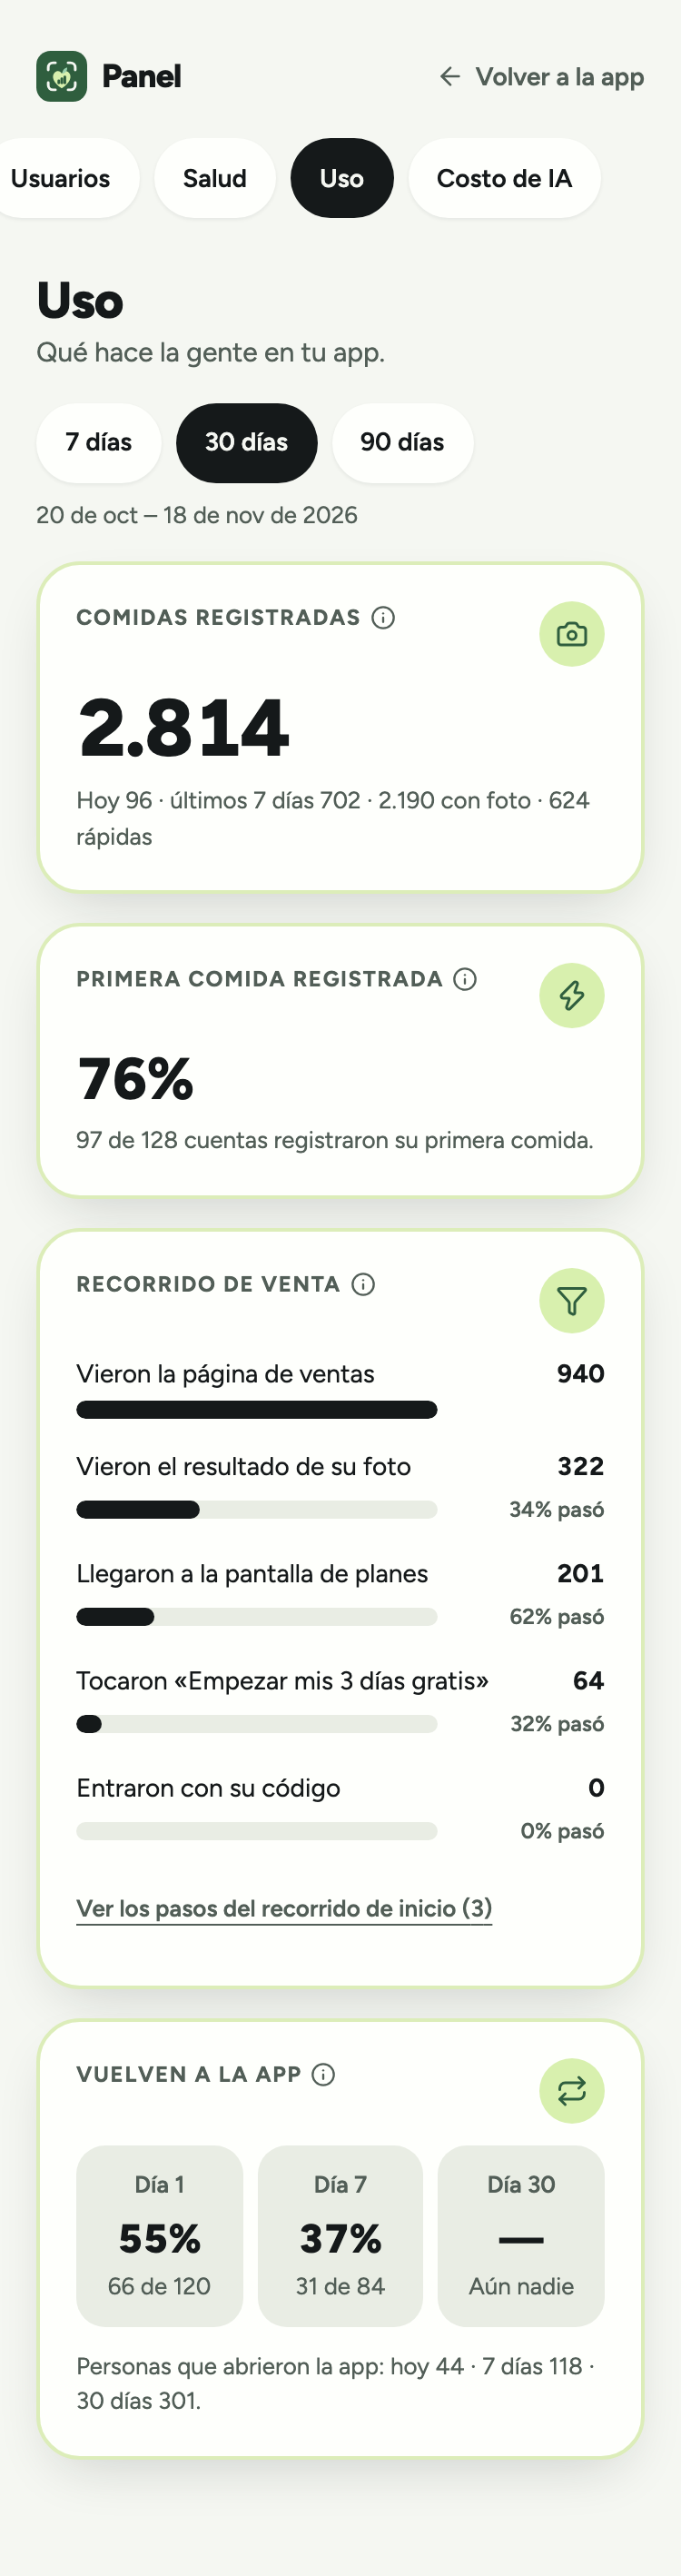 Panel
Volver a la app
Usuarios
Salud
Uso
Costo de IA
Uso
Qué hace la gente en tu app.
7 días
30 días
90 días
20 de oct – 18 de nov de 2026
COMIDAS REGISTRADAS
2.814
Hoy 96 · últimos 7 días 702 · 2.190 con foto · 624
rápidas
PRIMERA COMIDA REGISTRADA
76%
97 de 128 cuentas registraron su primera comida.
RECORRIDO DE VENTA
Vieron la página de ventas 940
Vieron el resultado de su foto 322
34% pasó
Llegaron a la pantalla de planes 201
62% pasó
Tocaron «Empezar mis 3 días gratis» 64
32% pasó
Entraron con su código 0
0% pasó
Ver los pasos del recorrido de inicio (3)
VUELVEN A LA APP
Día 1
55%
66 de 120
Día 7
37%
31 de 84
Día 30
—
Aún nadie
Personas que abrieron la app: hoy 44 · 7 días 118 ·
30 días 301.